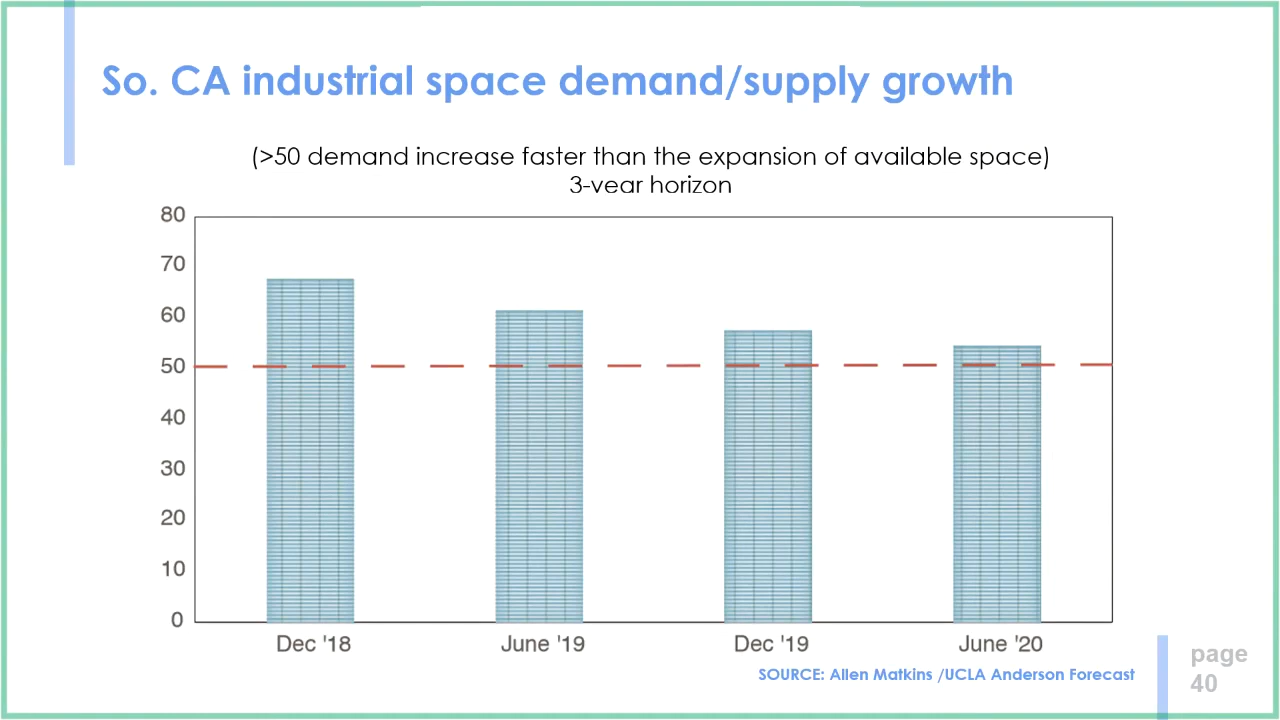 So. CA industrial space demand/supply growth
(>50 demand increase faster than the expansion of available space)
3-year horizon
80
70
60
50
40
30
20
10
0
Dec '18
June '19
Dec '19
June '20
SOURCE: Allen Matkins /UCLA Anderson Forecast
page
40